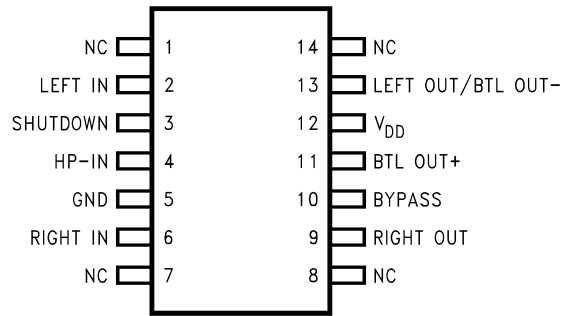 NC 1 14 NC
LEFT IN 2 13 LEFT OUT/BTL OUT-
SHUTDOWN 3 12 VDD
HP-IN 4 11 BTL OUT+
GND 5 10 BYPASS
RIGHT IN 6 9 RIGHT OUT
NC 7 8 NC